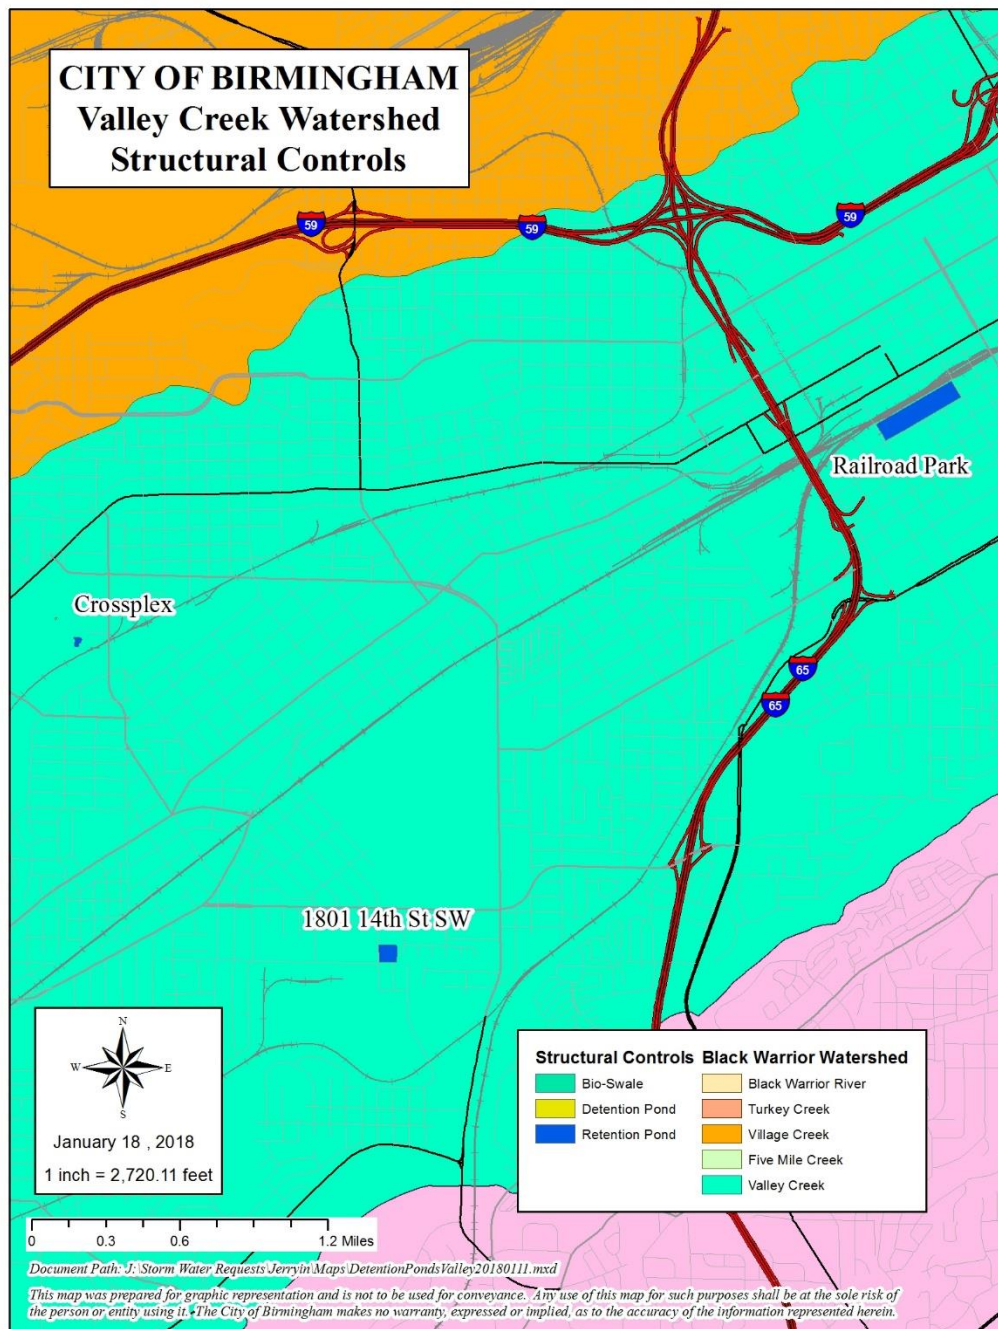 CITY OF BIRMINGHAM
Valley Creek Watershed
Structural Controls
59
59
59
Railroad Park
Crossplex
65
65
1801 14th St SW
N
W E
S
January 18 , 2018
1 inch = 2,720.11 feet
Structural Controls
Bio-Swale
Detention Pond
Retention Pond
Black Warrior Watershed
Black Warrior River
Turkey Creek
Village Creek
Five Mile Creek
Valley Creek
0 0.3 0.6 1.2 Miles
Document Path: J:\Storm Water Requests\Jerryin\Maps\DetentionPondsValley20180111.mxd
This map was prepared for graphic representation and is not to be used for conveyance. Any use of this map for such purposes shall be at the sole risk of
the person or entity using it. The City of Birmingham makes no warranty, expressed or implied, as to the accuracy of the information represented herein.